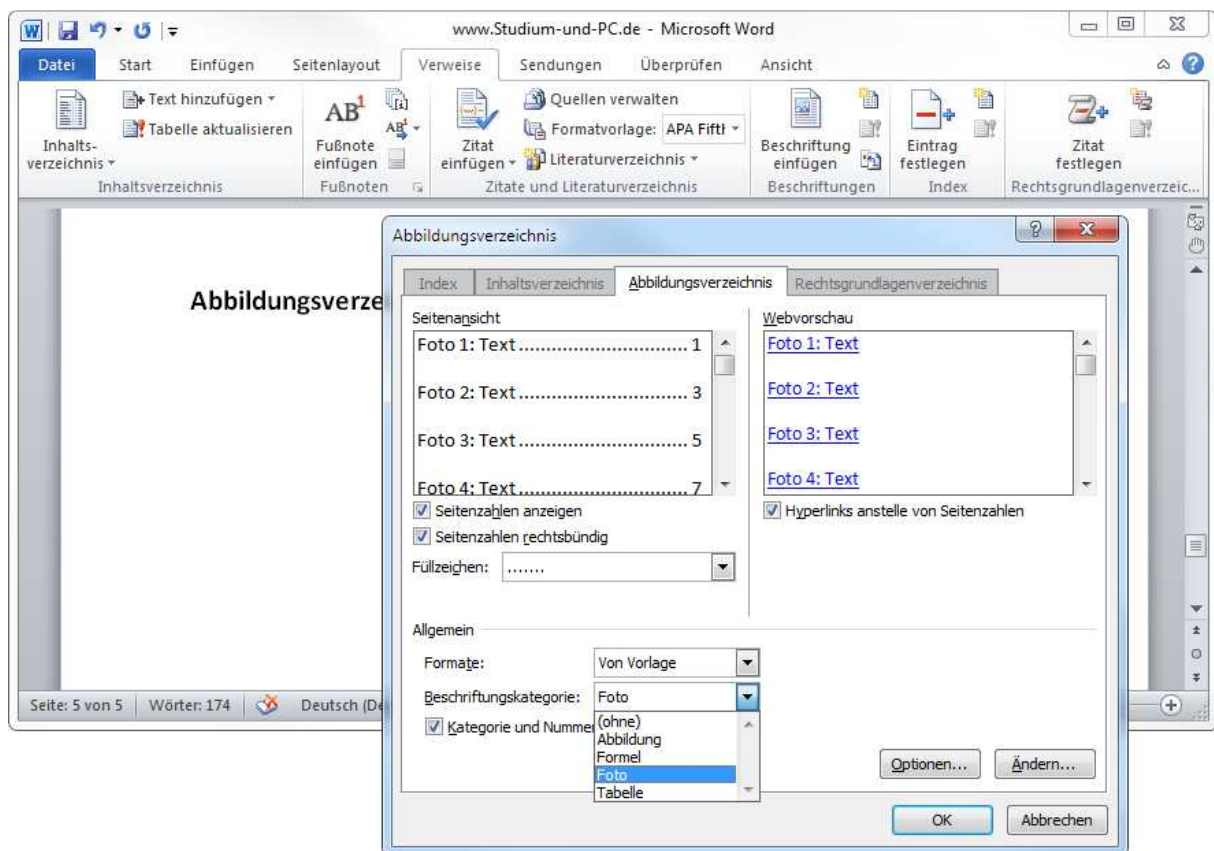 www.Studium-und-PC.de - Microsoft Word
Datei Start Einfügen Seitenlayout Verweise Sendungen Überprüfen Ansicht
Inhalts-
verzeichnis
Text hinzufügen
Tabelle aktualisieren
Inhaltsverzeichnis
AB1
Fußnote
einfügen
AB1
Fußnoten
Zitat
einfügen
Quellen verwalten
Formatvorlage: APA Fifth
Literaturverzeichnis
Zitate und Literaturverzeichnis
Beschriftung
einfügen
Beschriftungen
Eintrag
festlegen
Index
Zitat
festlegen
Rechtsgrundlagenverzeic...
Abbildungsverze
Abbildungsverzeichnis
Index Inhaltsverzeichnis Abbildungsverzeichnis Rechtsgrundlagenverzeichnis
Seitenansicht
Foto 1: Text ............................... 1
Foto 2: Text ............................... 3
Foto 3: Text ............................... 5
Foto 4: Text ............................... 7
Seitenzahlen anzeigen
Seitenzahlen rechtsbündig
Füllzeichen: .......
Webvorschau
Foto 1: Text
Foto 2: Text
Foto 3: Text
Foto 4: Text
Hyperlinks anstelle von Seitenzahlen
Allgemein
Formate: Von Vorlage
Beschriftungskategorie: Foto
(ohne)
Abbildung
Formel
Foto
Tabelle
Kategorie und Nummer
Optionen... Ändern...
OK Abbrechen
Seite: 5 von 5 Wörter: 174 Deutsch (De